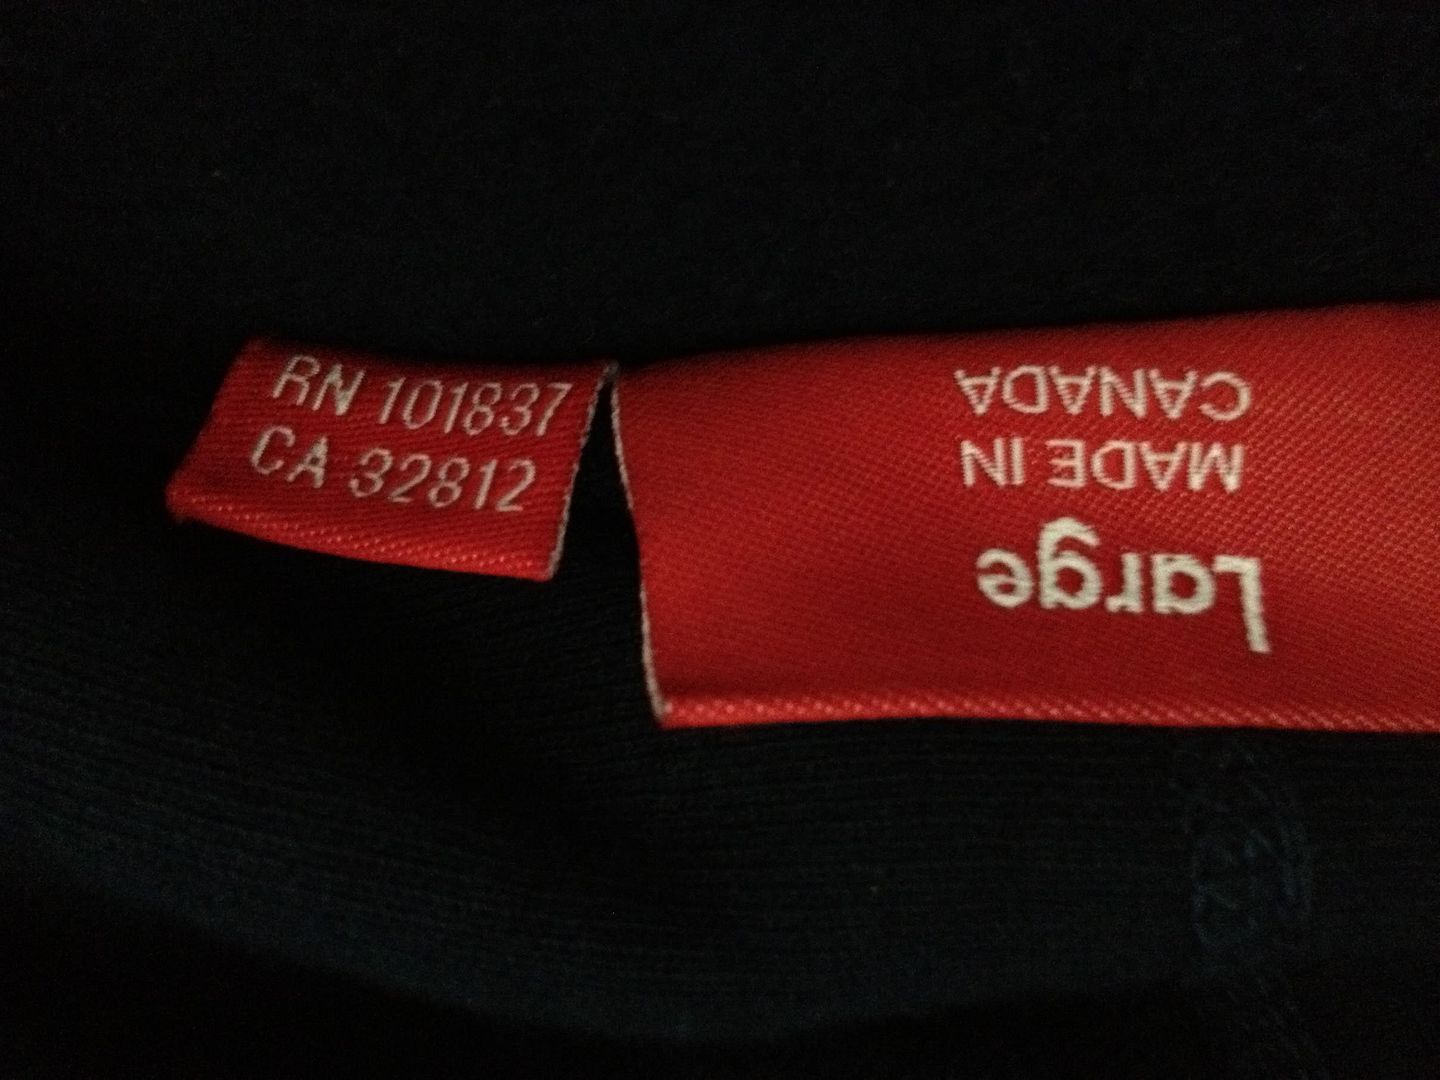 RN 101837
CA 32812
Large
MADE IN
CANADA